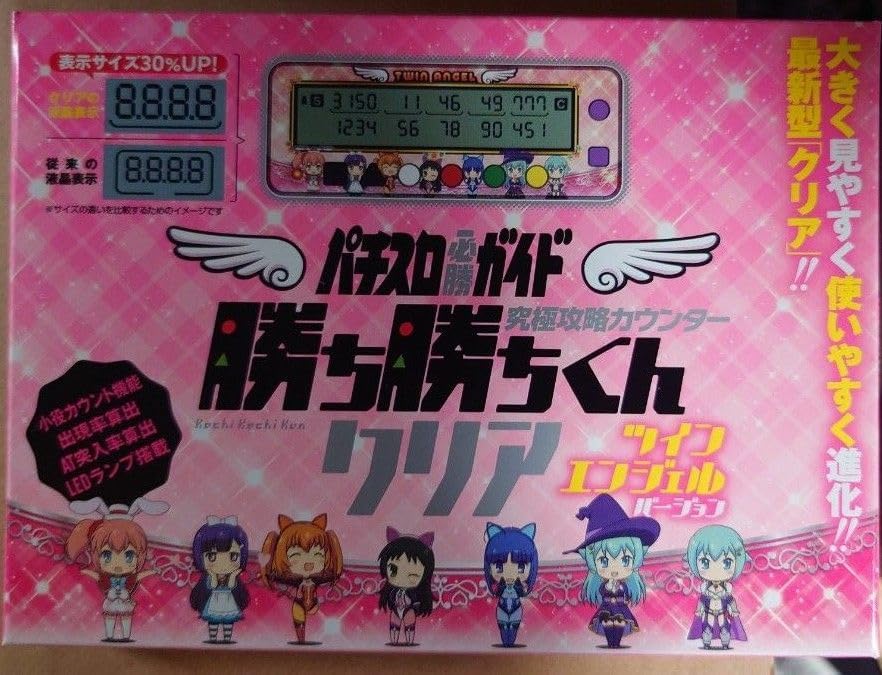 表示サイズ30%UP!
クリアの
液晶表示
8.8.8.8
従来の
液晶表示
8.8.8.8
※サイズの違いを比較するためのイメージです
TWIN ANGEL
S 3150 11 46 49 777 C
1234 56 78 90 451
大きく見やすく使いやすく進化!!
最新型「クリア」!!
パチスロ必勝ガイド
究極攻略カウンター
勝ち勝ちくん
Kachi Kachi Kun
クリア
ツイン
エンジェル
バージョン
小役カウント機能
出現率算出
AT突入率算出
LEDランプ搭載